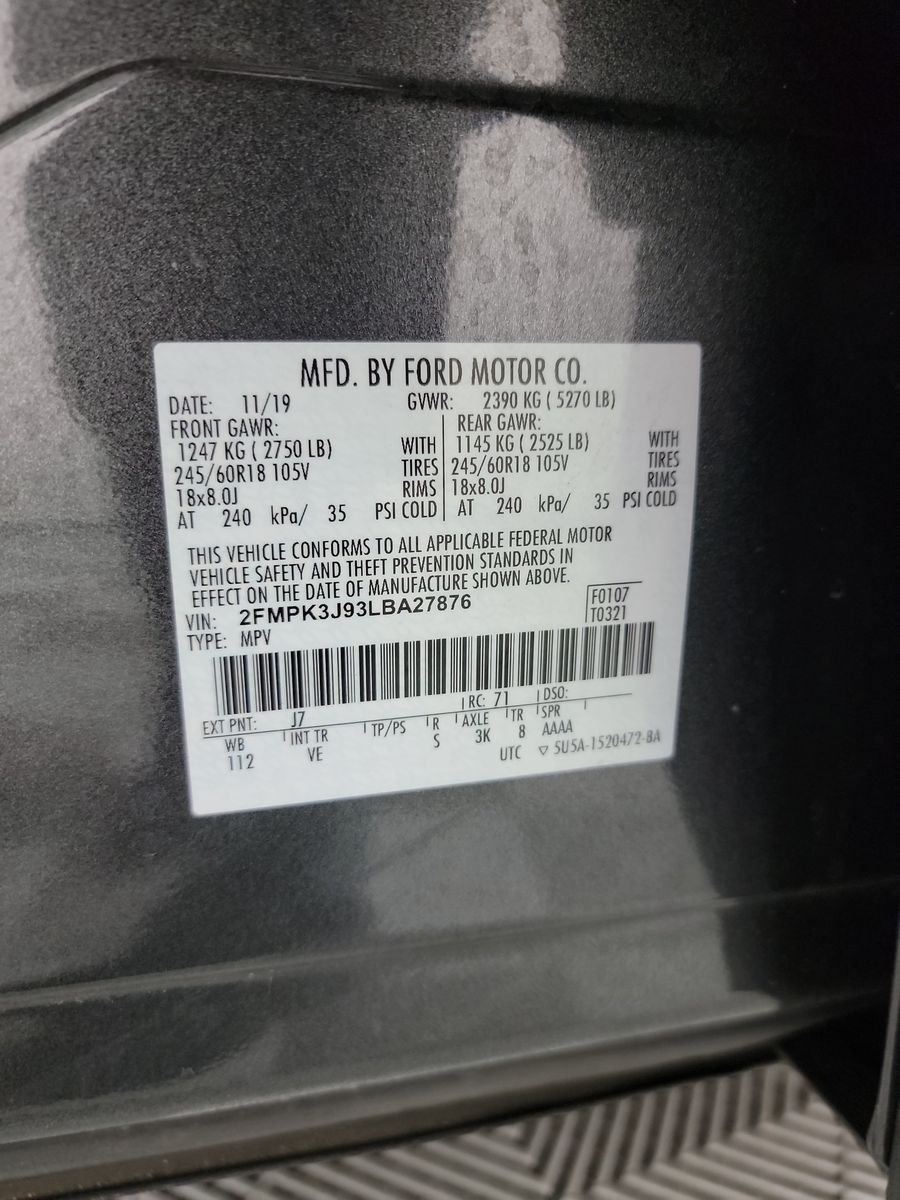 MFD. BY FORD MOTOR CO.
DATE: 11/19 GVWR: 2390 KG ( 5270 LB)
FRONT GAWR: REAR GAWR:
1247 KG ( 2750 LB) WITH 1145 KG ( 2525 LB) WITH
245/60R18 105V TIRES 245/60R18 105V TIRES
18x8.0J RIMS 18x8.0J RIMS
AT 240 kPa/ 35 PSI COLD AT 240 kPa/ 35 PSI COLD
THIS VEHICLE CONFORMS TO ALL APPLICABLE FEDERAL MOTOR
VEHICLE SAFETY AND THEFT PREVENTION STANDARDS IN
EFFECT ON THE DATE OF MANUFACTURE SHOWN ABOVE.
VIN: 2FMPK3J93LBA27876 F0107
TYPE: MPV T0321
EXT PNT: J7 RC: 71 DSO:
WB INT TR TP/PS R AXLE TR SPR
112 VE S 3K 8 AAAA
UTC ▽ 5U5A-1520472-BA